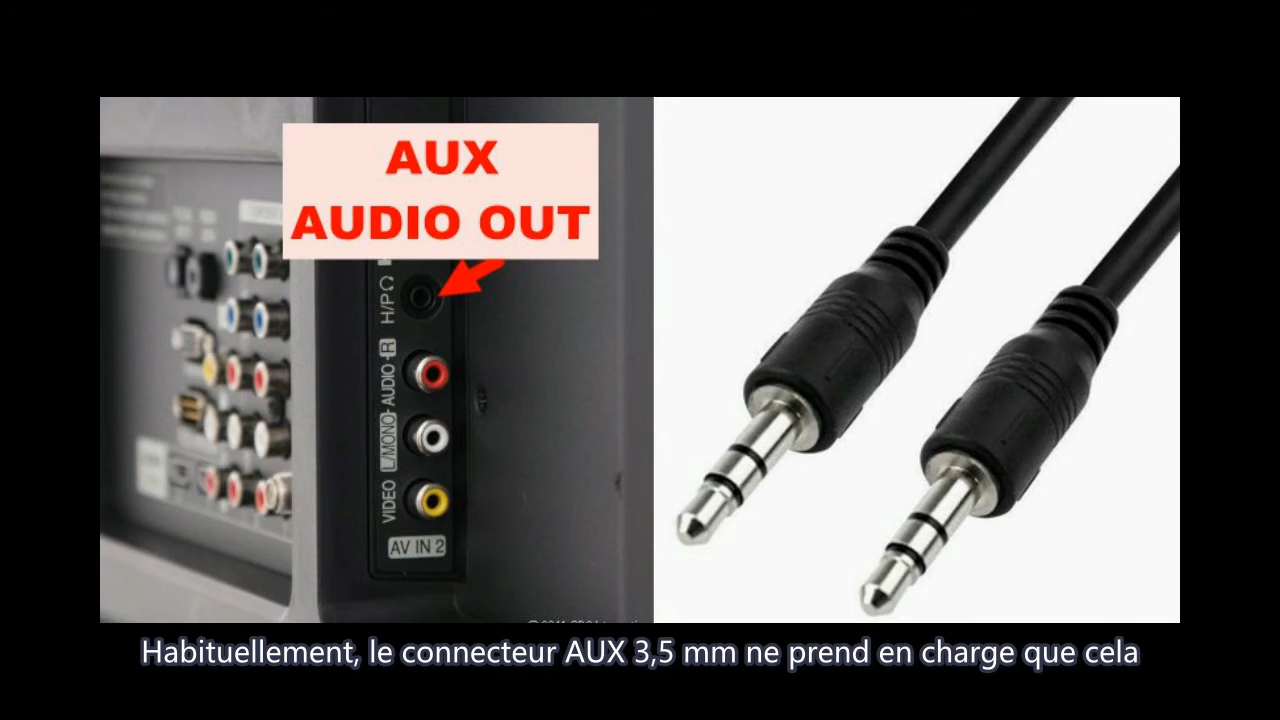 AUX
AUDIO OUT
H/P
R
AUDIO
L/MONO
VIDEO
AV IN 2
Habituellement, le connecteur AUX 3,5 mm ne prend en charge que cela